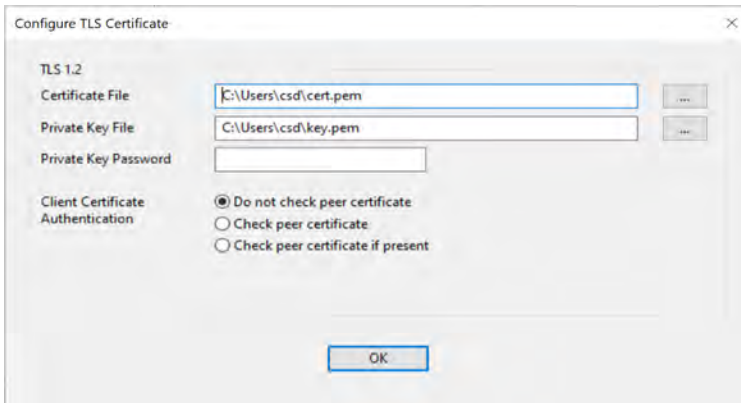 Configure TLS Certificate
TLS 1.2
Certificate File C:\Users\csd\cert.pem ...
Private Key File C:\Users\csd\key.pem ...
Private Key Password
Client Certificate Do not check peer certificate
Authentication Check peer certificate
Check peer certificate if present
OK